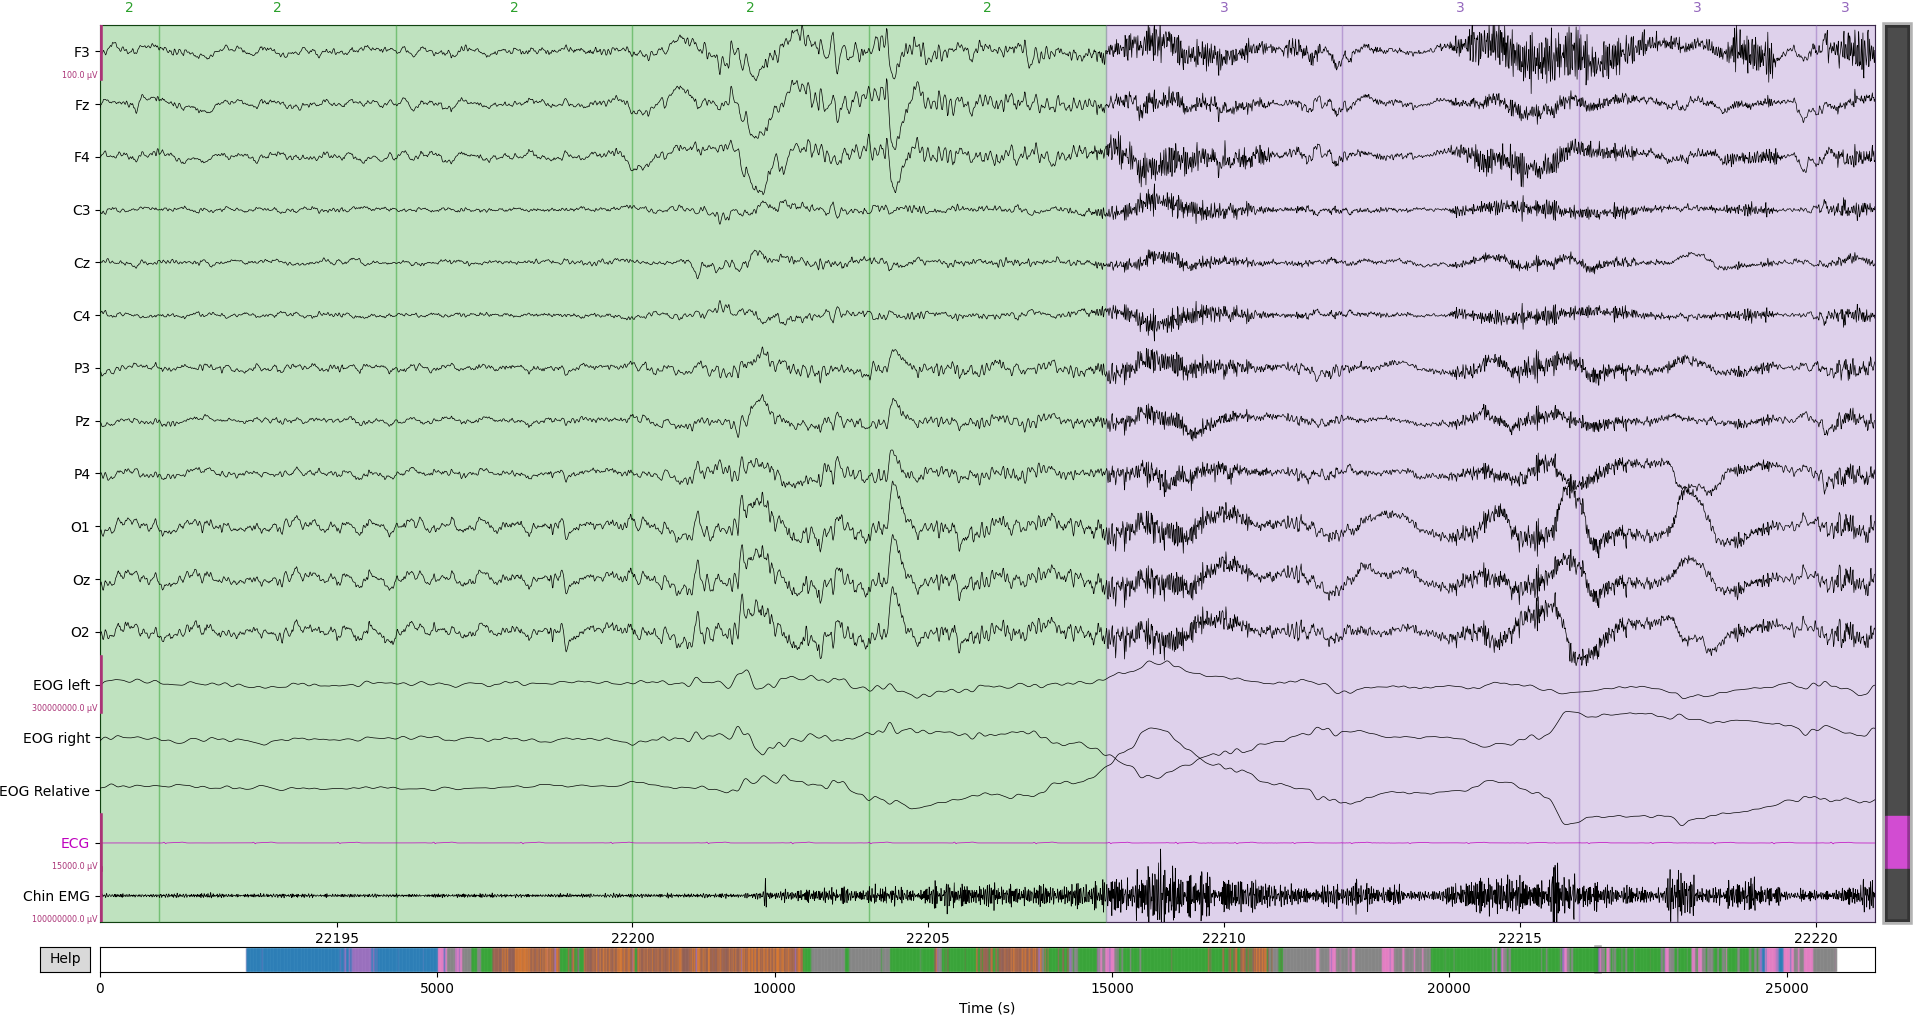 2 2 2 2 2 3 3 3 3
F3
100.0 µV
Fz
F4
C3
Cz
C4
P3
Pz
P4
O1
Oz
O2
EOG left
300000000.0 µV
EOG right
EOG Relative
ECG
15000.0 µV
Chin EMG
100000000.0 µV
22195 22200 22205 22210 22215 22220
Help
0 5000 10000 15000 20000 25000
Time (s)